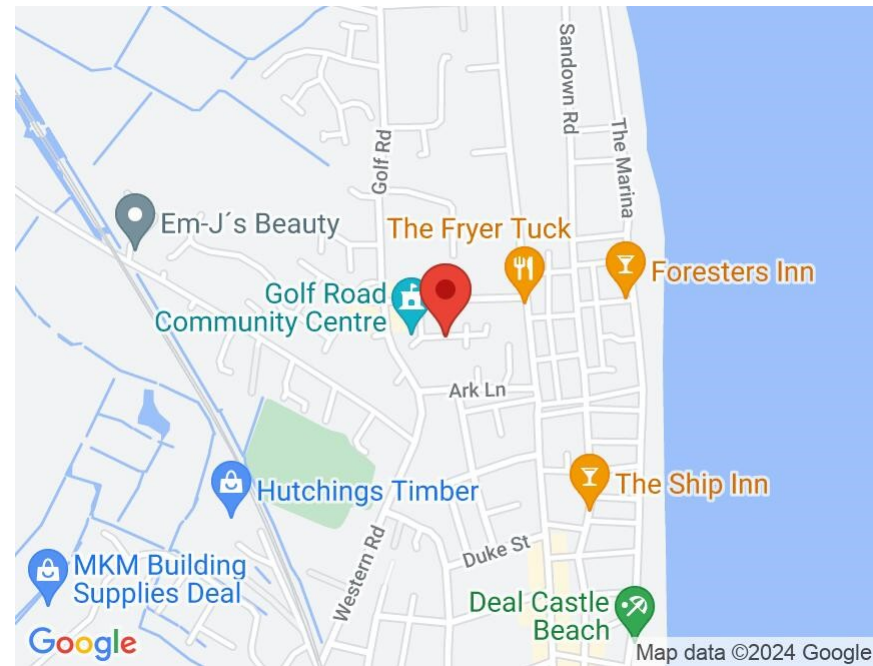 Sandown Rd
The Marina
Golf Rd
Em-J´s Beauty
The Fryer Tuck
Foresters Inn
Golf Road
Community Centre
Ark Ln
Hutchings Timber
The Ship Inn
Duke St
Western Rd
MKM Building
Supplies Deal
Deal Castle
Beach
Google
Map data ©2024 Google